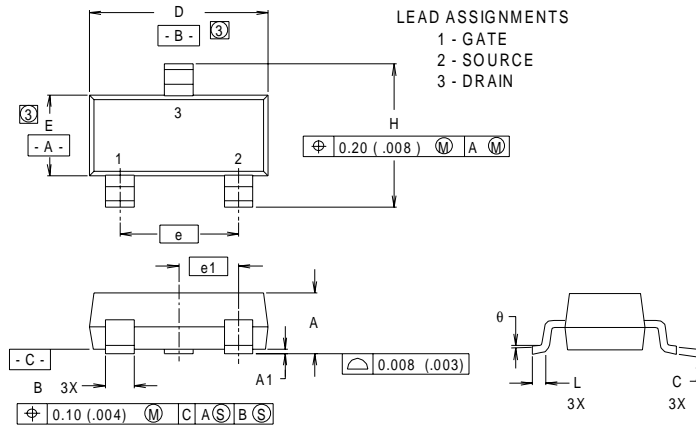 D
- B -
3
LEAD ASSIGNMENTS
1 - GATE
2 - SOURCE
3 - DRAIN
3
E
- A -
3
H
1
2
⌖ 0.20 ( .008 ) Ⓜ A Ⓜ
e
e1
A
θ
- C -
A1
⌓ 0.008 (.003)
B 3X
L
3X
C
3X
⌖ 0.10 (.004) Ⓜ C A Ⓢ B Ⓢ